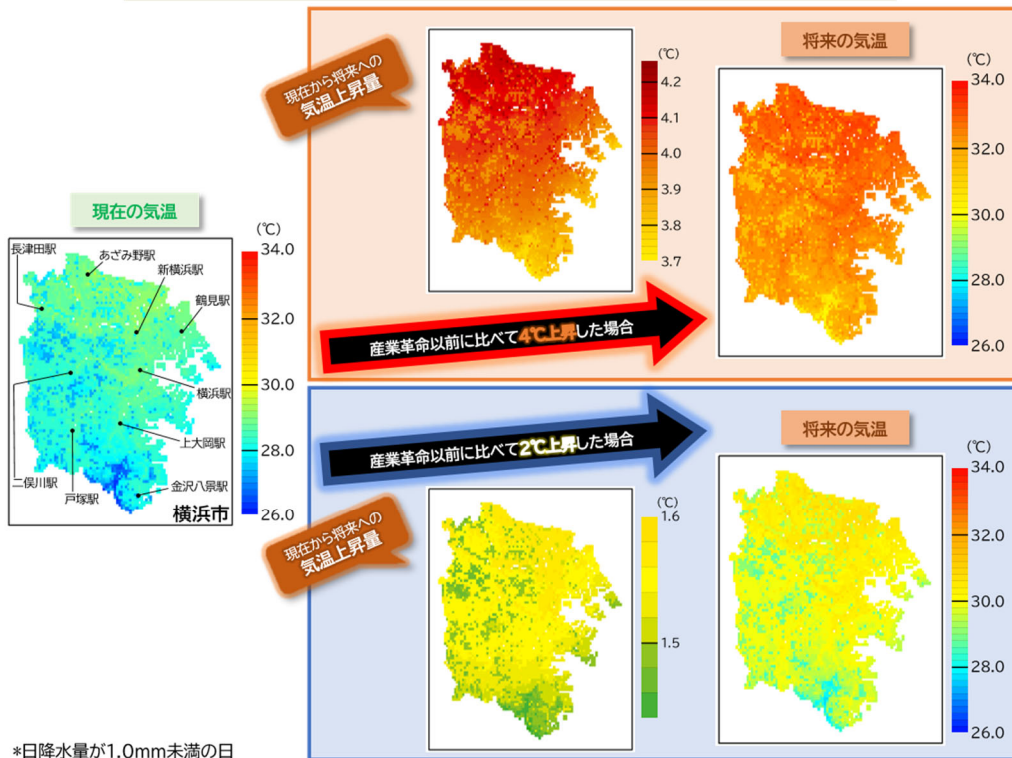 現在から将来への
気温上昇量
(℃)
4.2
4.1
4.0
3.9
3.8
3.7
将来の気温
(℃)
34.0
32.0
30.0
28.0
26.0
産業革命以前に比べて4℃上昇した場合
現在の気温
(℃)
34.0
32.0
30.0
28.0
26.0
長津田駅
あざみ野駅
新横浜駅
鶴見駅
横浜駅
上大岡駅
二俣川駅
戸塚駅
金沢八景駅
横浜市
産業革命以前に比べて2℃上昇した場合
将来の気温
現在から将来への
気温上昇量
(℃)
1.6
1.5
(℃)
34.0
32.0
30.0
28.0
26.0
*日降水量が1.0mm未満の日